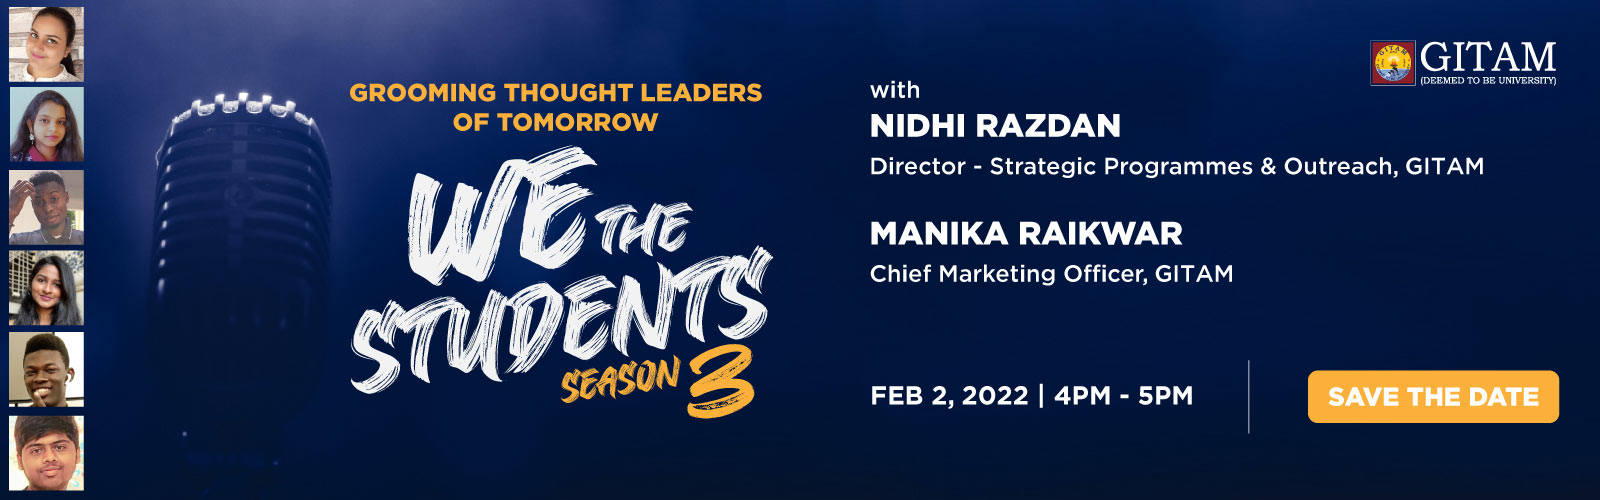 GROOMING THOUGHT LEADERS
OF TOMORROW
WE THE
STUDENTS
SEASON 3
with
NIDHI RAZDAN
Director - Strategic Programmes & Outreach, GITAM
MANIKA RAIKWAR
Chief Marketing Officer, GITAM
FEB 2, 2022 | 4PM - 5PM
SAVE THE DATE
GITAM
GITAM
(DEEMED TO BE UNIVERSITY)